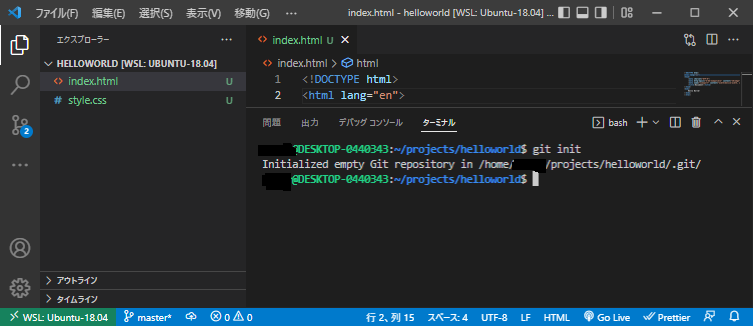 ファイル(F) 編集(E) 選択(S) 移動(G) 表示(V) ··· index.html - helloworld [WSL: Ubuntu-18.04] ...
エクスプローラー ···
HELLOWORLD [WSL: UBUNTU-18.04]
<> index.html U
# style.css U
2
アウトライン
タイムライン
<> index.html U ×
<> index.html > html
1 <!DOCTYPE html>
2 <html lang="en">
問題 出力 デバッグ コンソール ターミナル bash
@DESKTOP-0440343:~/projects/helloworld$ git init
Initialized empty Git repository in /home/ /projects/helloworld/.git/
@DESKTOP-0440343:~/projects/helloworld$
WSL: Ubuntu-18.04 master* 0 0 行 2、列 15 スペース: 4 UTF-8 LF HTML Go Live Prettier